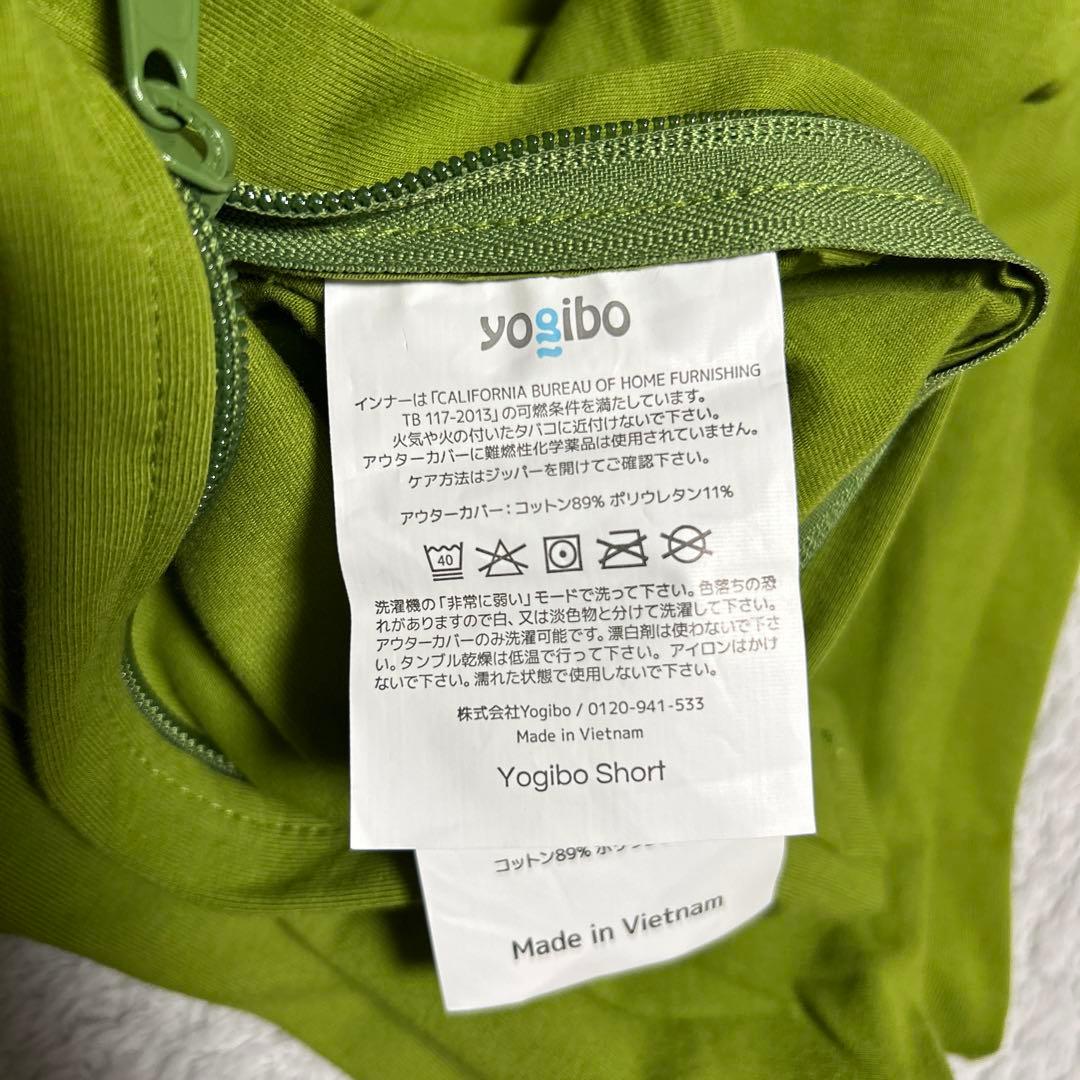 yogibo
インナーは「CALIFORNIA BUREAU OF HOME FURNISHING
TB 117-2013」の可燃条件を満たしています。
火気や火の付いたタバコに近付けないで下さい。
アウターカバーに難燃性化学薬品は使用されていません。
ケア方法はジッパーを開けてご確認下さい。
アウターカバー：コットン89% ポリウレタン11%
40
洗濯機の「非常に弱い」モードで洗って下さい。色落ちの恐
れがありますので白、又は淡色物と分けて洗濯して下さい。
アウターカバーのみ洗濯可能です。漂白剤は使わないで下さ
い。タンブル乾燥は低温で行って下さい。 アイロンはかけ
ないで下さい。濡れた状態で使用しないで下さい。
株式会社Yogibo / 0120-941-533
Made in Vietnam
Yogibo Short
コットン89%
Made in Vietnam